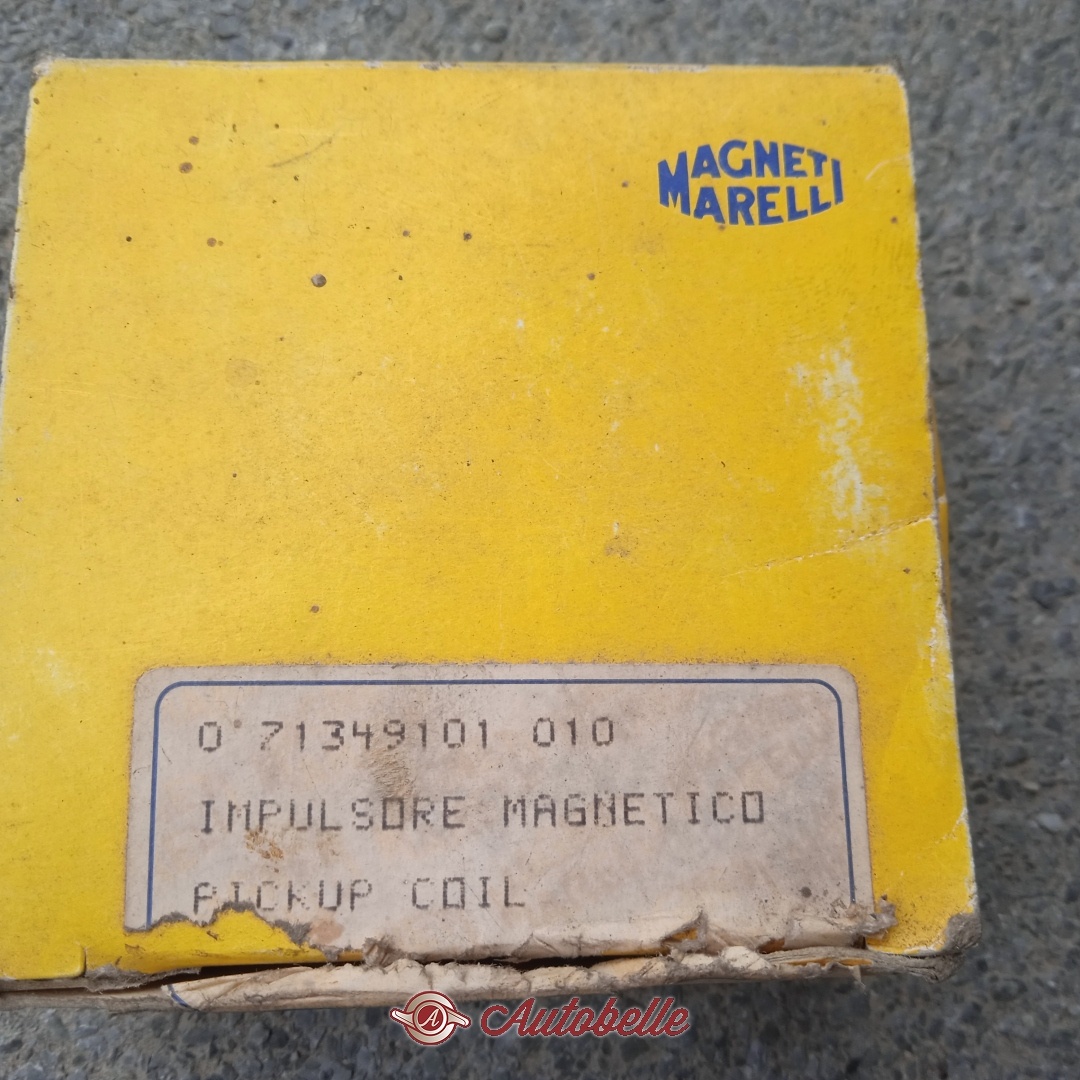 MAGNETI
MARELLI
0 71349101 010
IMPULSORE MAGNETICO
PICKUP COIL
A Autobelle